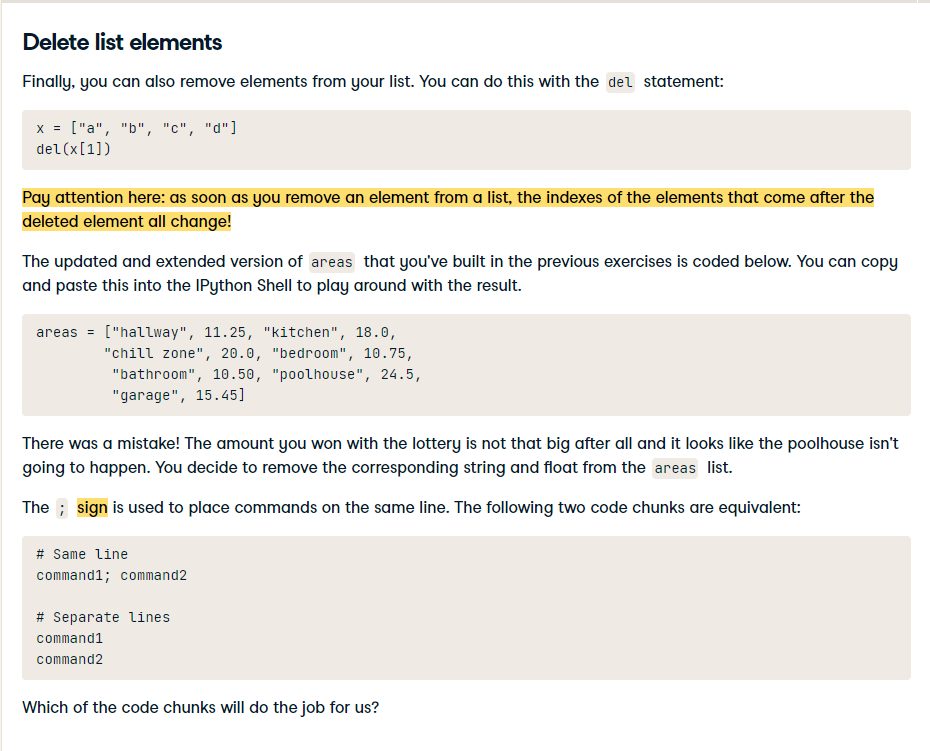 Delete list elements
Finally, you can also remove elements from your list. You can do this with the del statement:
x = ["a", "b", "c", "d"]
del(x[1])
Pay attention here: as soon as you remove an element from a list, the indexes of the elements that come after the
deleted element all change!
The updated and extended version of areas that you've built in the previous exercises is coded below. You can copy
and paste this into the IPython Shell to play around with the result.
areas = ["hallway", 11.25, "kitchen", 18.0,
        "chill zone", 20.0, "bedroom", 10.75,
         "bathroom", 10.50, "poolhouse", 24.5,
         "garage", 15.45]
There was a mistake! The amount you won with the lottery is not that big after all and it looks like the poolhouse isn't
going to happen. You decide to remove the corresponding string and float from the areas list.
The ; sign is used to place commands on the same line. The following two code chunks are equivalent:
# Same line
command1; command2
# Separate lines
command1
command2
Which of the code chunks will do the job for us?